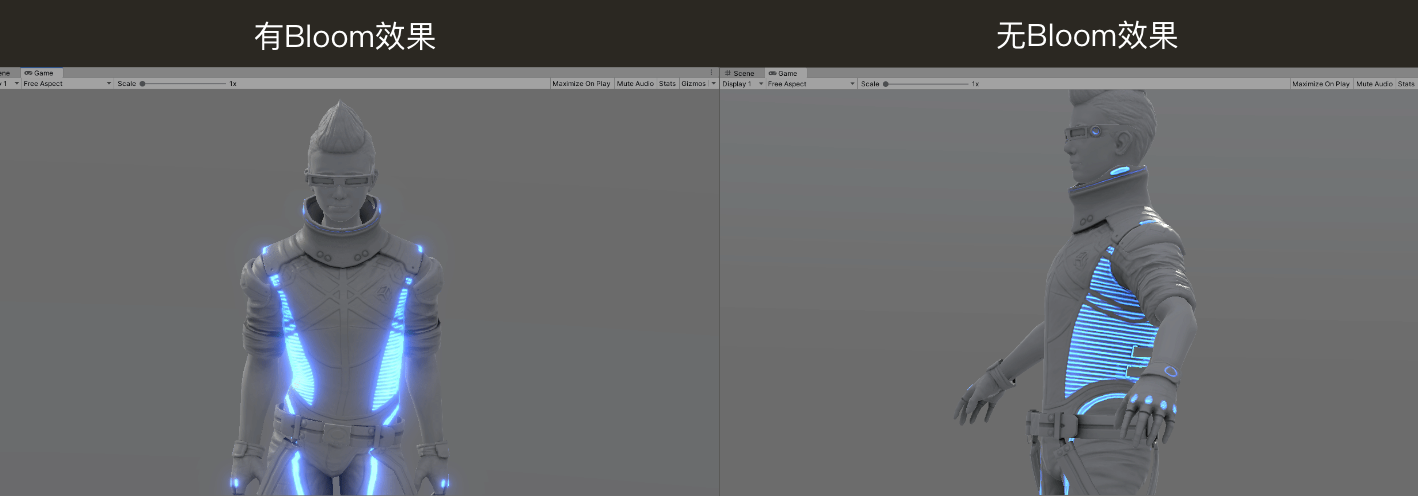 有Bloom效果
无Bloom效果
ene
Game
y 1
Free Aspect
Scale
1x
Maximize On Play
Mute Audio
Stats
Gizmos
Scene
Game
Display 1
Free Aspect
Scale
1x
Maximize On Play
Mute Audio
Stats